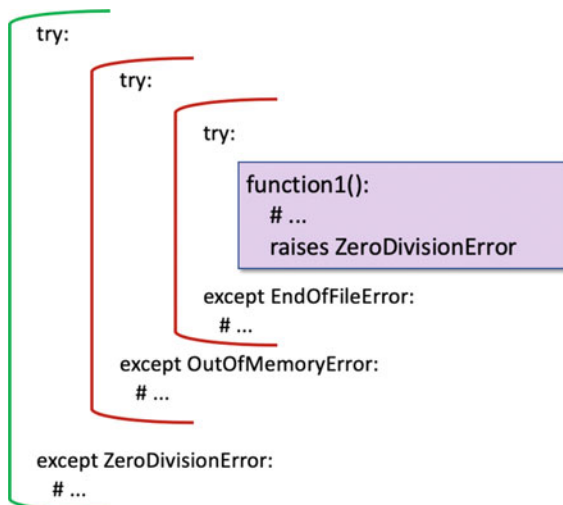 try:
try:
try:
function1():
# ...
raises ZeroDivisionError
except EndOfFileError:
# ...
except OutOfMemoryError:
# ...
except ZeroDivisionError:
# ...